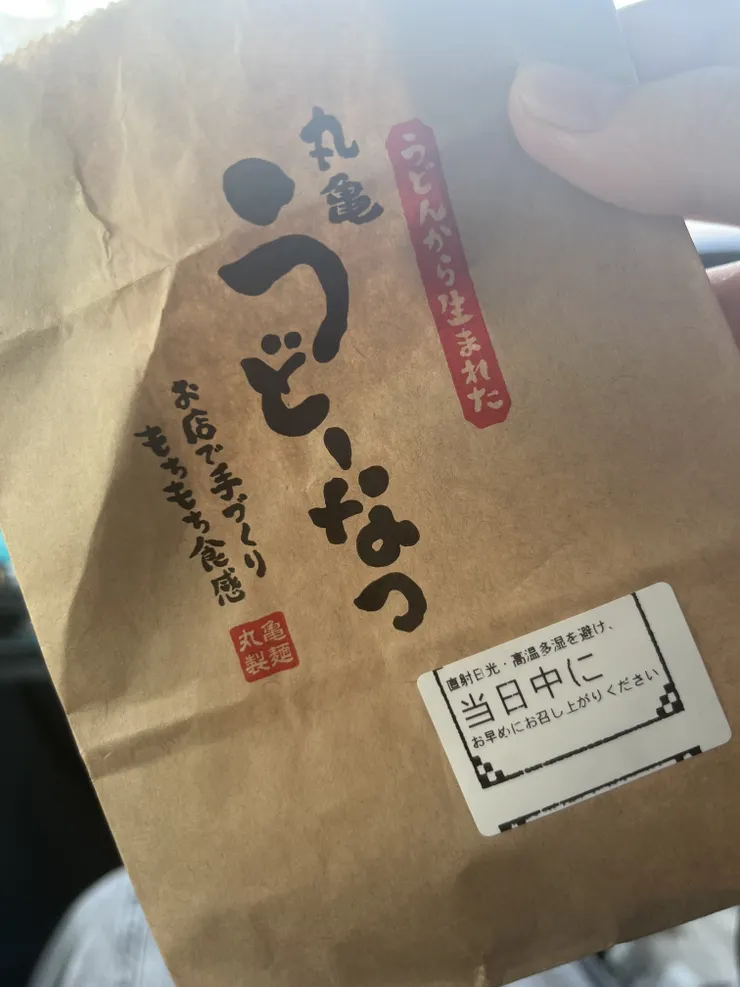 うどんから生まれた
丸亀
うどーなつ
お店で手づくり
もちもち食感
丸亀
製麺
直射日光・高温多湿を避け、
当日中に
お早めにお召し上がりください